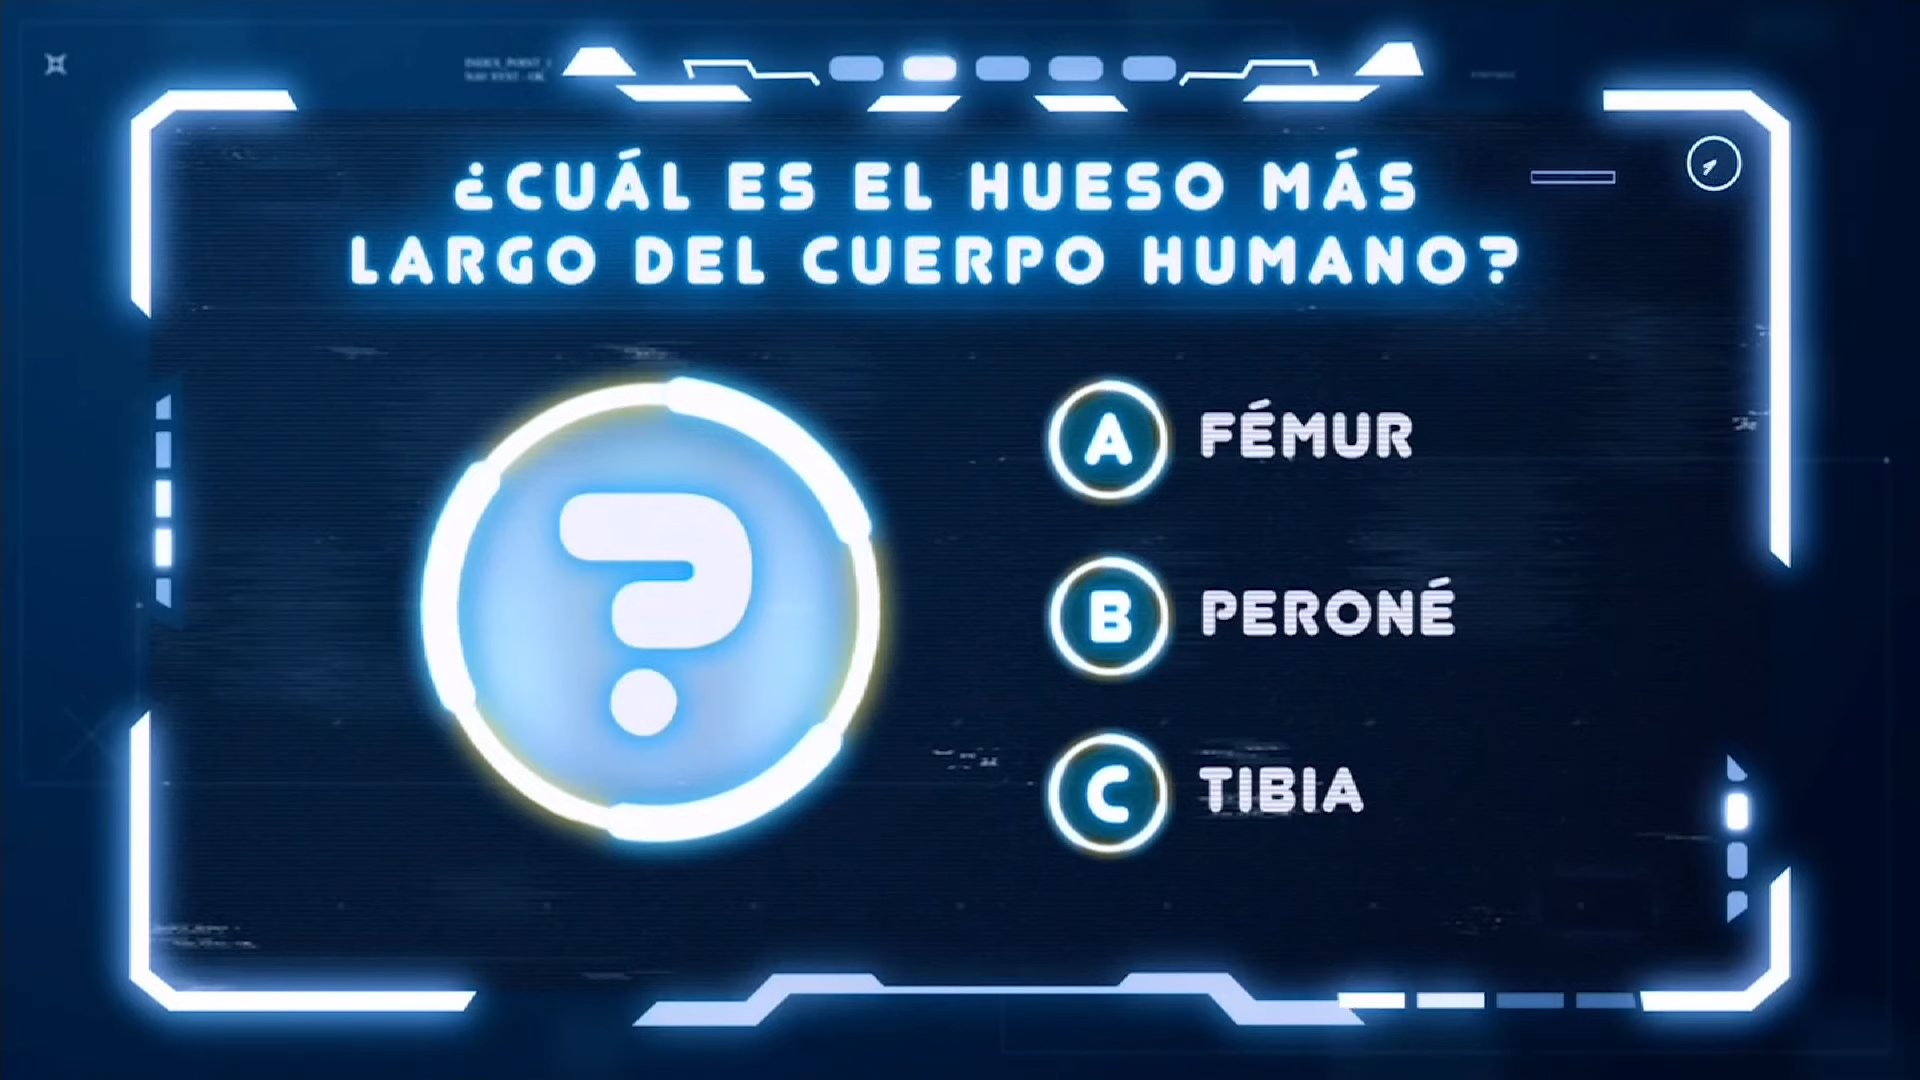 ¿CUÁL ES EL HUESO MÁS
LARGO DEL CUERPO HUMANO?
A FÉMUR
B PERONÉ
C TIBIA